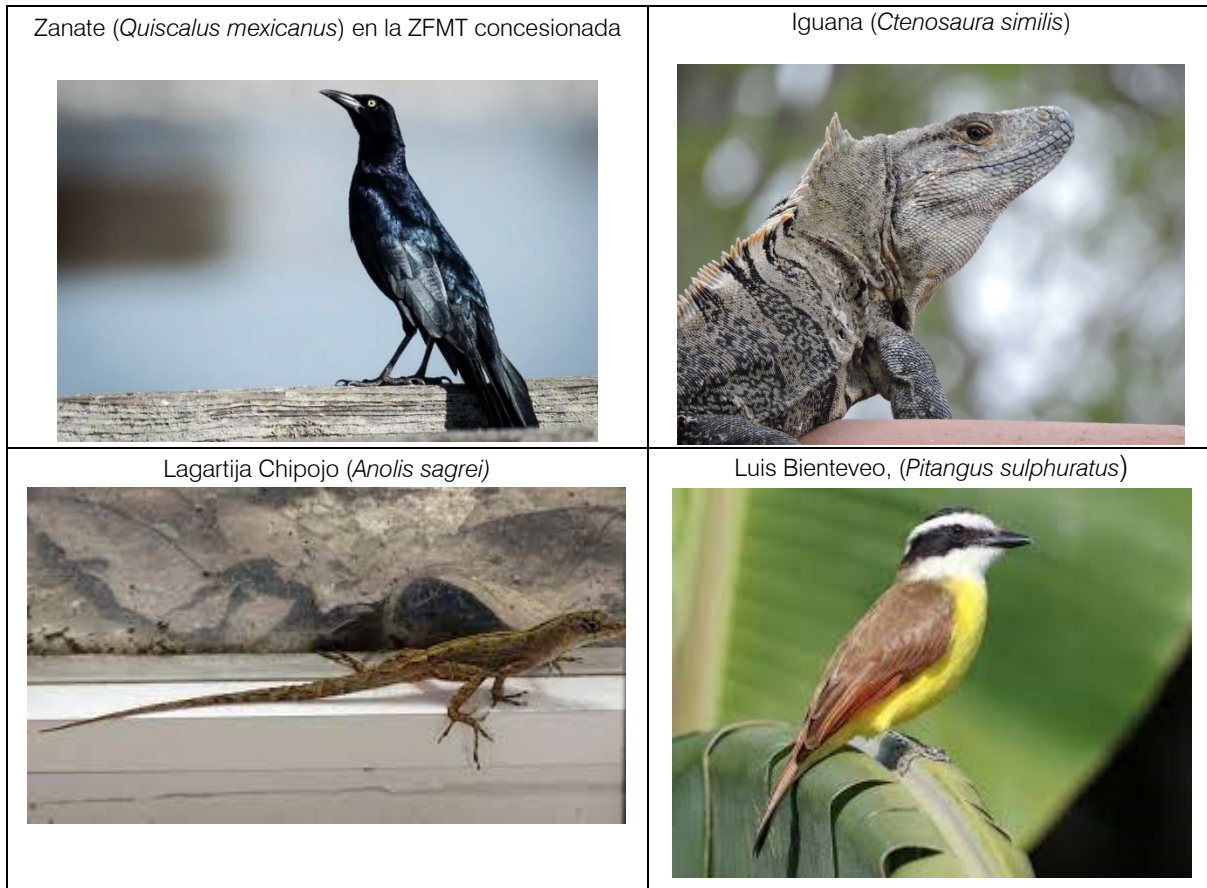 Zanate (Quiscalus mexicanus) en la ZFMT concesionada
Iguana (Ctenosaura similis)
Lagartija Chipojo (Anolis sagrei)
Luis Bienteveo, (Pitangus sulphuratus)